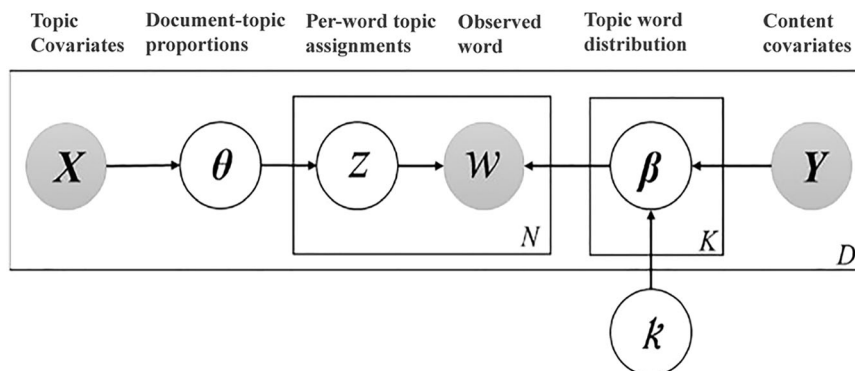 Topic Covariates
Document-topic proportions
Per-word topic assignments
Observed word
Topic word distribution
Content covariates
X
θ
Z
W
β
Y
N
K
D
k